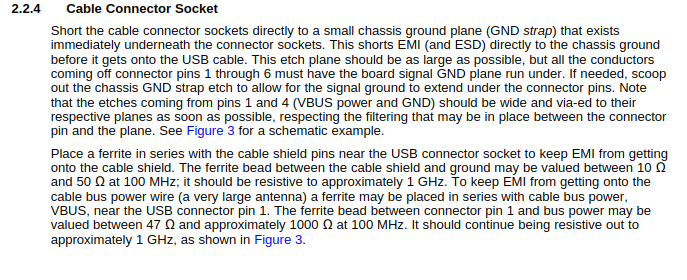 2.2.4 Cable Connector Socket
Short the cable connector sockets directly to a small chassis ground plane (GND strap) that exists
immediately underneath the connector sockets. This shorts EMI (and ESD) directly to the chassis ground
before it gets onto the USB cable. This etch plane should be as large as possible, but all the conductors
coming off connector pins 1 through 6 must have the board signal GND plane run under. If needed, scoop
out the chassis GND strap etch to allow for the signal ground to extend under the connector pins. Note
that the etches coming from pins 1 and 4 (VBUS power and GND) should be wide and via-ed to their
respective planes as soon as possible, respecting the filtering that may be in place between the connector
pin and the plane. See Figure 3 for a schematic example.
Place a ferrite in series with the cable shield pins near the USB connector socket to keep EMI from getting
onto the cable shield. The ferrite bead between the cable shield and ground may be valued between 10 Ω
and 50 Ω at 100 MHz; it should be resistive to approximately 1 GHz. To keep EMI from getting onto the
cable bus power wire (a very large antenna) a ferrite may be placed in series with cable bus power,
VBUS, near the USB connector pin 1. The ferrite bead between connector pin 1 and bus power may be
valued between 47 Ω and approximately 1000 Ω at 100 MHz. It should continue being resistive out to
approximately 1 GHz, as shown in Figure 3.